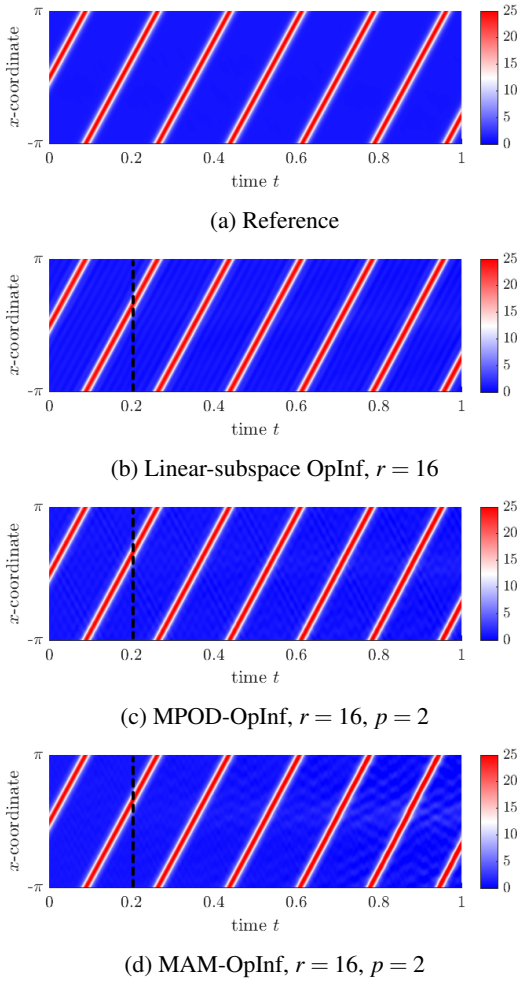 π
x-coordinate
-π
0 0.2 0.4 0.6 0.8 1
time t
25
20
15
10
5
0
(a) Reference
π
x-coordinate
-π
0 0.2 0.4 0.6 0.8 1
time t
25
20
15
10
5
0
(b) Linear-subspace OpInf, r = 16
π
x-coordinate
-π
0 0.2 0.4 0.6 0.8 1
time t
25
20
15
10
5
0
(c) MPOD-OpInf, r = 16, p = 2
π
x-coordinate
-π
0 0.2 0.4 0.6 0.8 1
time t
25
20
15
10
5
0
(d) MAM-OpInf, r = 16, p = 2